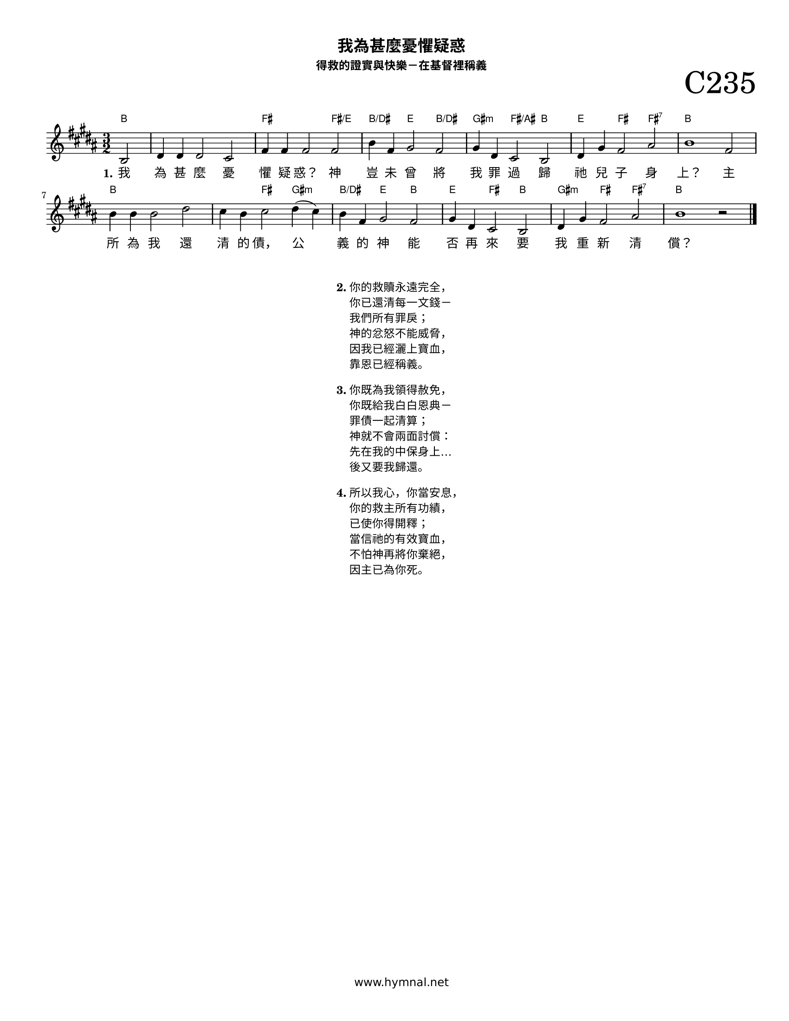 我為甚麼憂懼疑惑
得救的證實與快樂－在基督裡稱義
C235
B F♯ F♯/E B/D♯ E B/D♯ G♯m F♯/A♯ B E F♯ F♯7 B
3
2
1. 我 為 甚 麼 憂 懼 疑 惑？ 神 豈 未 曾 將 我 罪 過 歸 祂 兒 子 身 上？ 主
7
B F♯ G♯m B/D♯ E B E F♯ B G♯m F♯ F♯7 B
所 為 我 還 清 的 債， 公 義 的 神 能 否 再 來 要 我 重 新 清 償？
2. 你的救贖永遠完全，
你已還清每一文錢－
我們所有罪戾；
神的忿怒不能威脅，
因我已經灑上寶血，
靠恩已經稱義。
3. 你既為我領得赦免，
你既給我白白恩典－
罪債一起清算；
神就不會兩面討償：
先在我的中保身上…
後又要我歸還。
4. 所以我心，你當安息，
你的救主所有功績，
已使你得開釋；
當信祂的有效寶血，
不怕神再將你棄絕，
因主已為你死。
www.hymnal.net